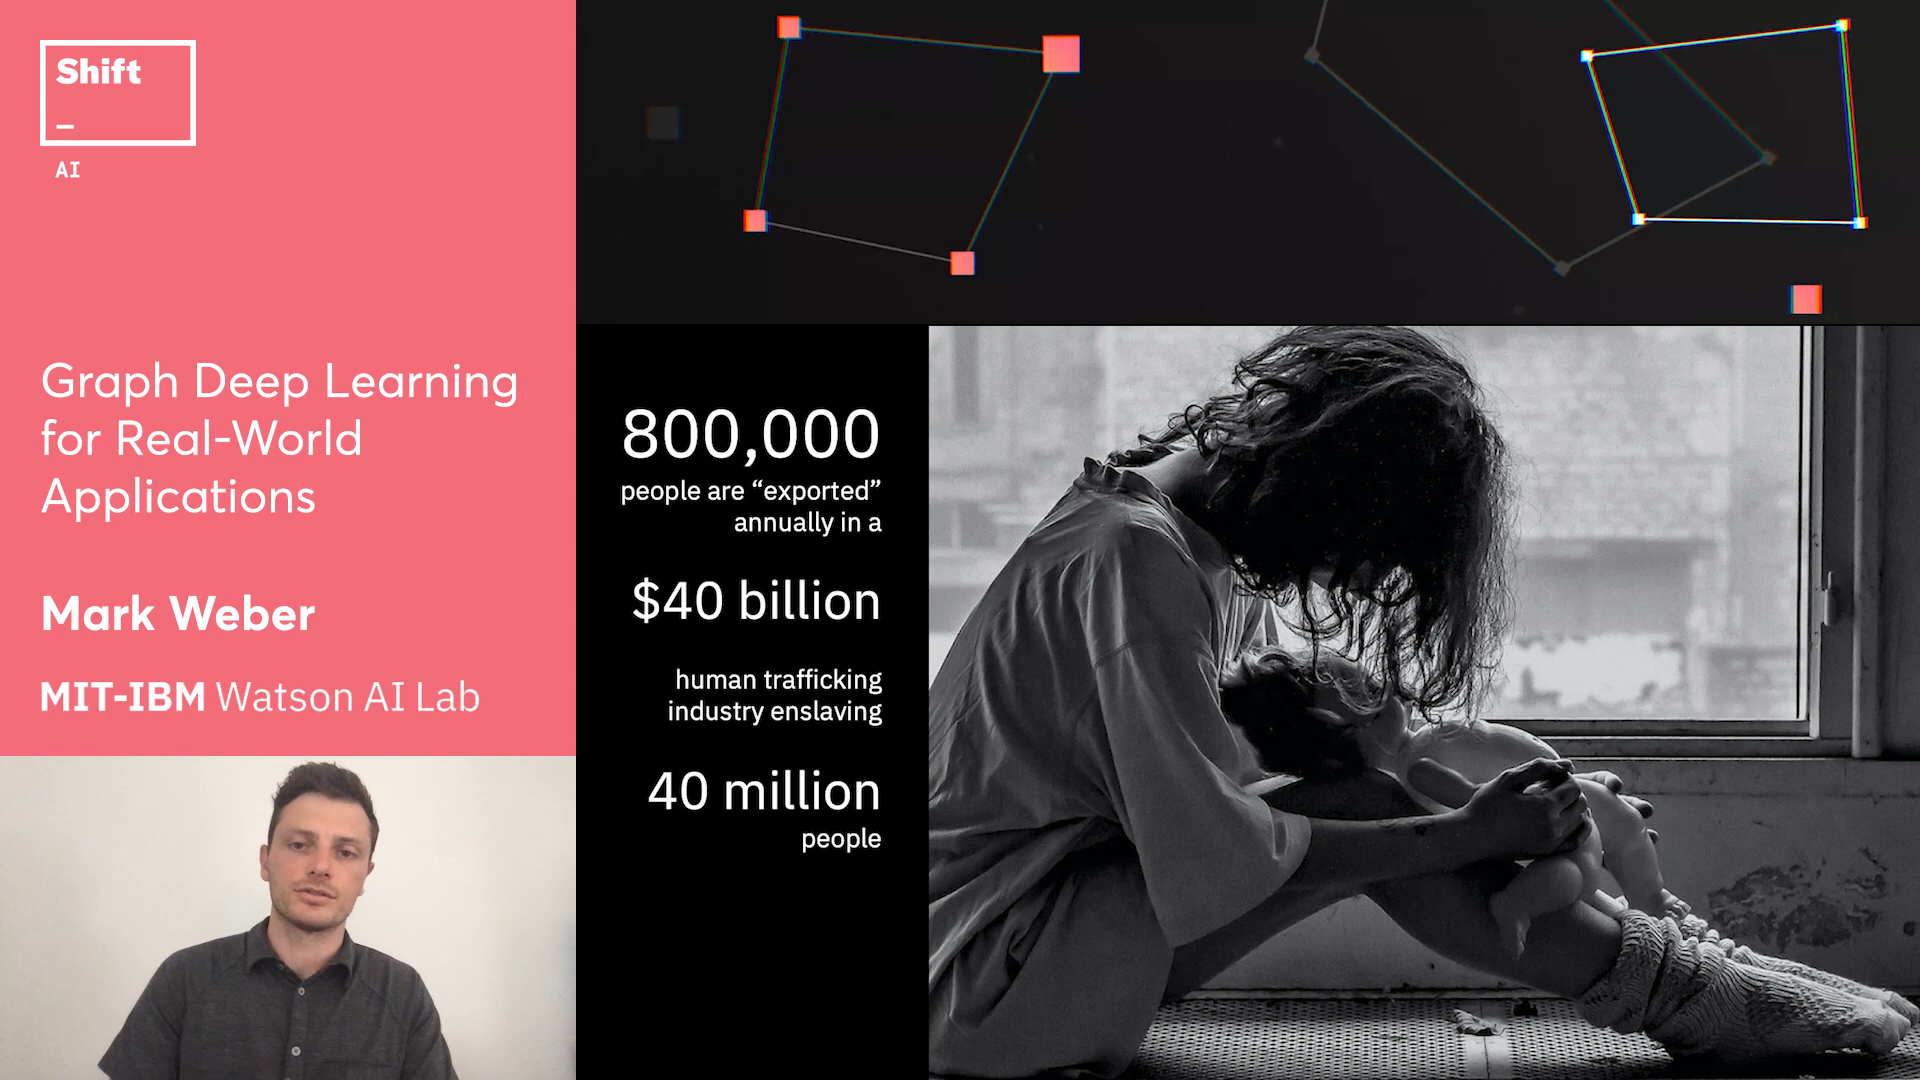 Shift
_
AI
Graph Deep Learning
for Real-World
Applications
Mark Weber
MIT-IBM Watson AI Lab
800,000
people are “exported”
annually in a
$40 billion
human trafficking
industry enslaving
40 million
people